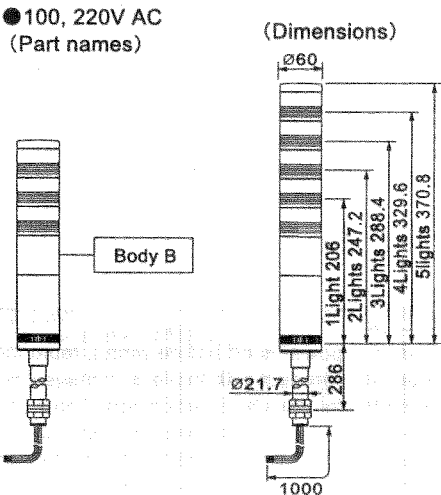 ●100, 220V AC
(Part names)
(Dimensions)
Ø60
Body B
1Light 206
2Lights 247.2
3Lights 288.4
4Lights 329.6
5lights 370.8
Ø21.7
286
1000